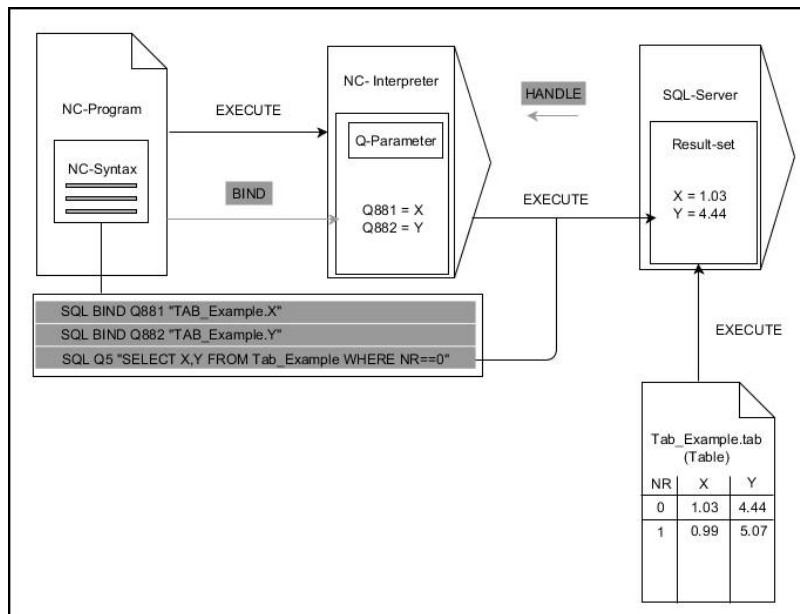 NC-Program
NC-Syntax
EXECUTE
BIND
NC- Interpreter
Q-Parameter
Q881 = X
Q882 = Y
HANDLE
EXECUTE
SQL-Server
Result-set
X = 1.03
Y = 4.44
SQL BIND Q881 "TAB_Example.X"
SQL BIND Q882 "TAB_Example.Y"
SQL Q5 "SELECT X,Y FROM Tab_Example WHERE NR==0"
EXECUTE
Tab_Example.tab
(Table)
NR X Y
0 1.03 4.44
1 0.99 5.07